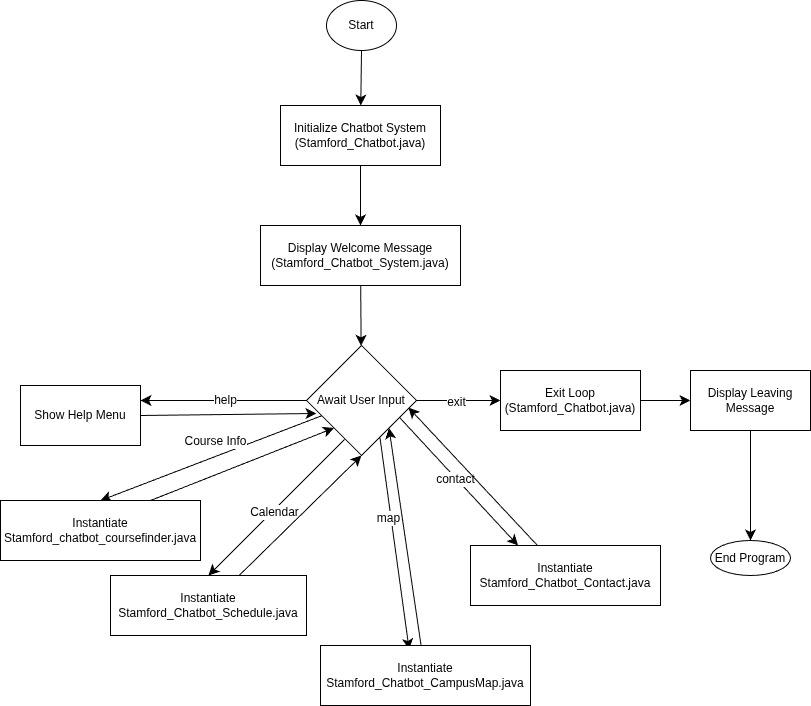 Start
Initialize Chatbot System
(Stamford_Chatbot.java)
Display Welcome Message
(Stamford_Chatbot_System.java)
Await User Input
help
Show Help Menu
exit
Exit Loop
(Stamford_Chatbot.java)
Display Leaving
Message
Course Info
Instantiate
Stamford_chatbot_coursefinder.java
Calendar
Instantiate
Stamford_Chatbot_Schedule.java
map
Instantiate
Stamford_Chatbot_CampusMap.java
contact
Instantiate
Stamford_Chatbot_Contact.java
End Program